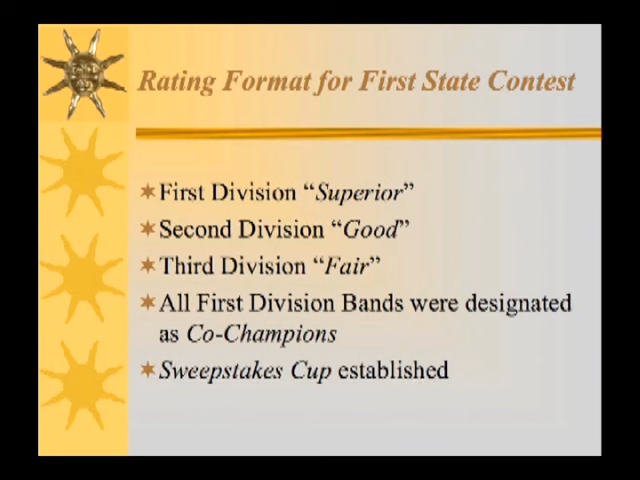 Rating Format for First State Contest
First Division “Superior”
Second Division “Good”
Third Division “Fair”
All First Division Bands were designated
as Co-Champions
Sweepstakes Cup established